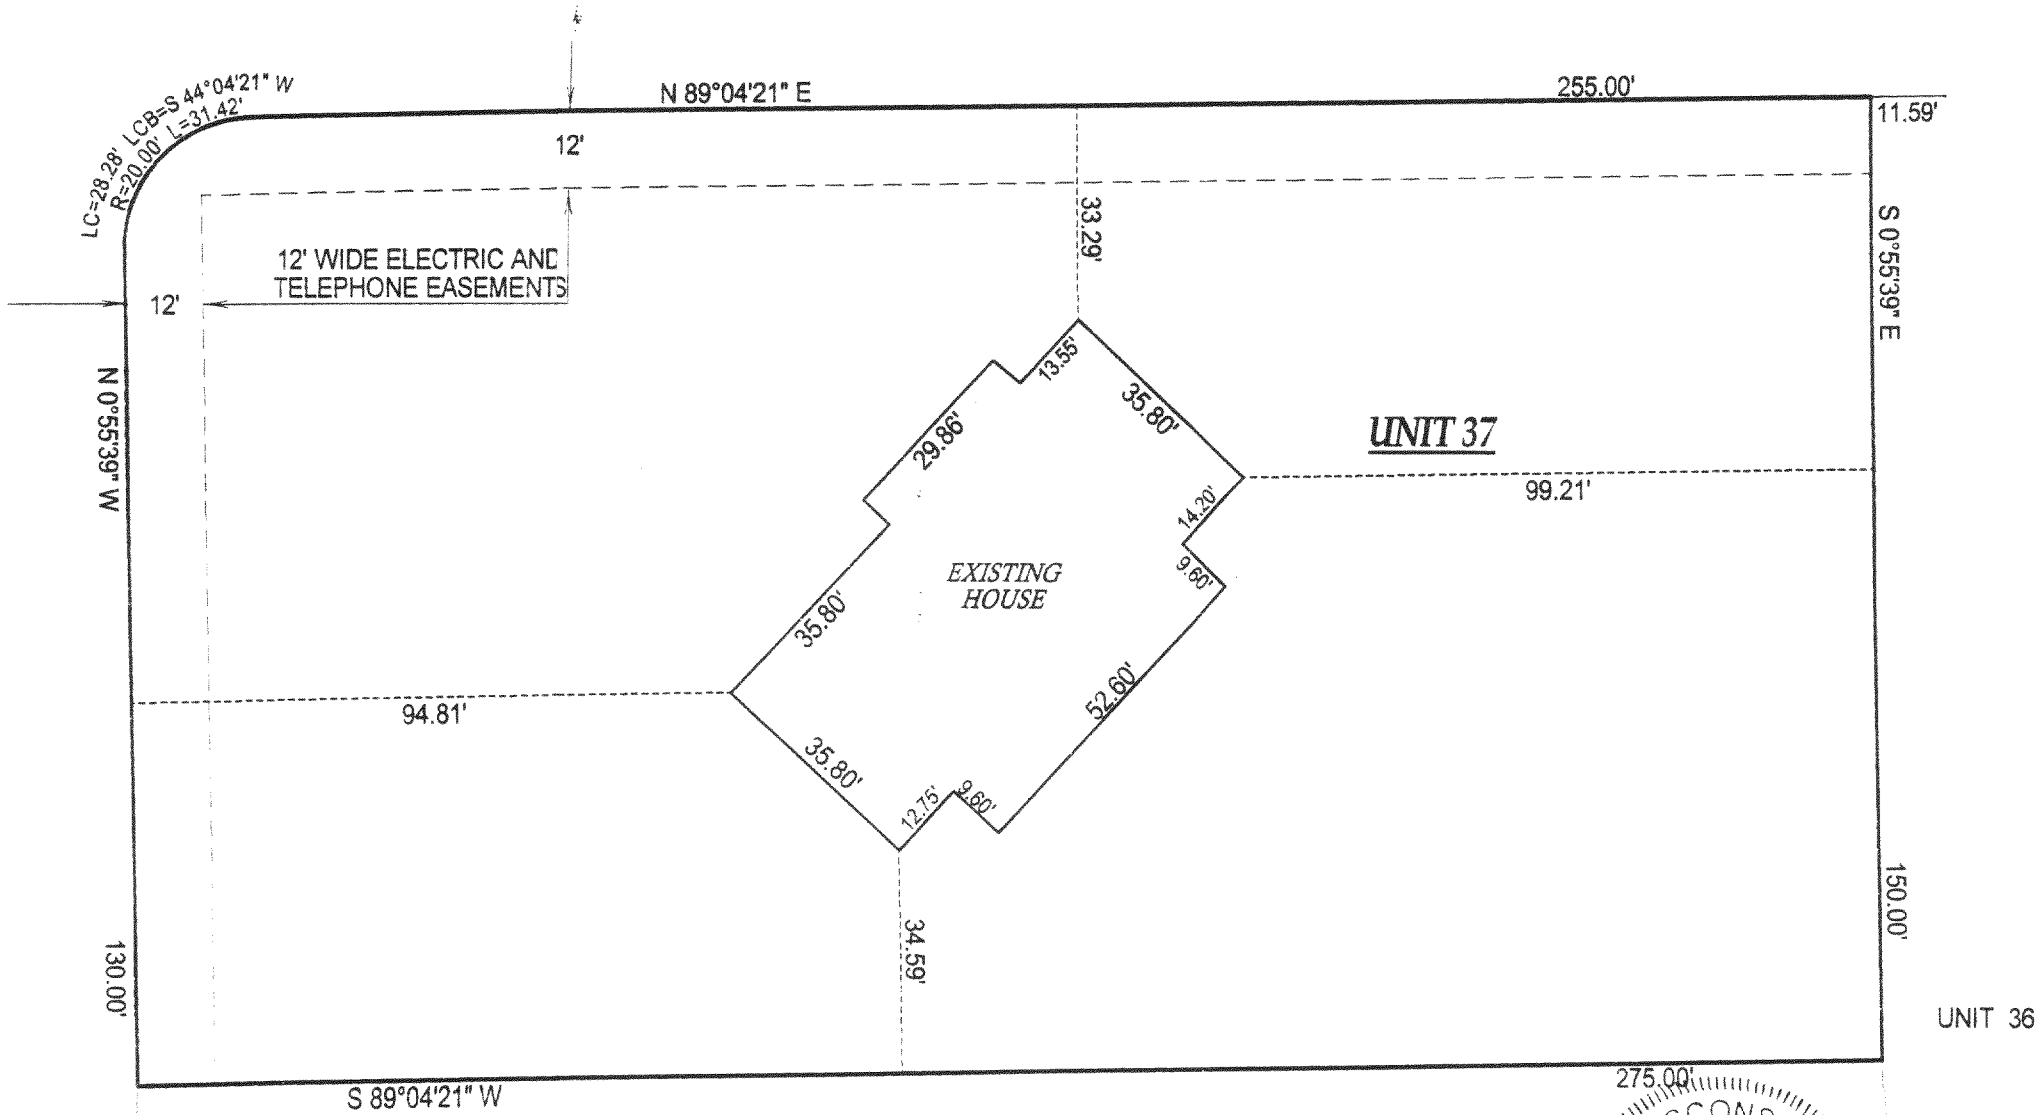 N 89°04'21" E
255.00'
11.59'
LC=28.28' LCB=S 44°04'21" W
R=20.00' L=31.42'
12'
33.29'
S 0°55'39" E
12' WIDE ELECTRIC AND
TELEPHONE EASEMENTS
12'
N 0°55'39" W
13.55'
35.80'
29.86'
UNIT 37
99.21'
14.20'
9.60'
EXISTING
HOUSE
35.80'
52.60'
94.81'
35.80'
12.75'
9.60'
34.59'
150.00'
130.00'
UNIT 36
S 89°04'21" W
275.00'